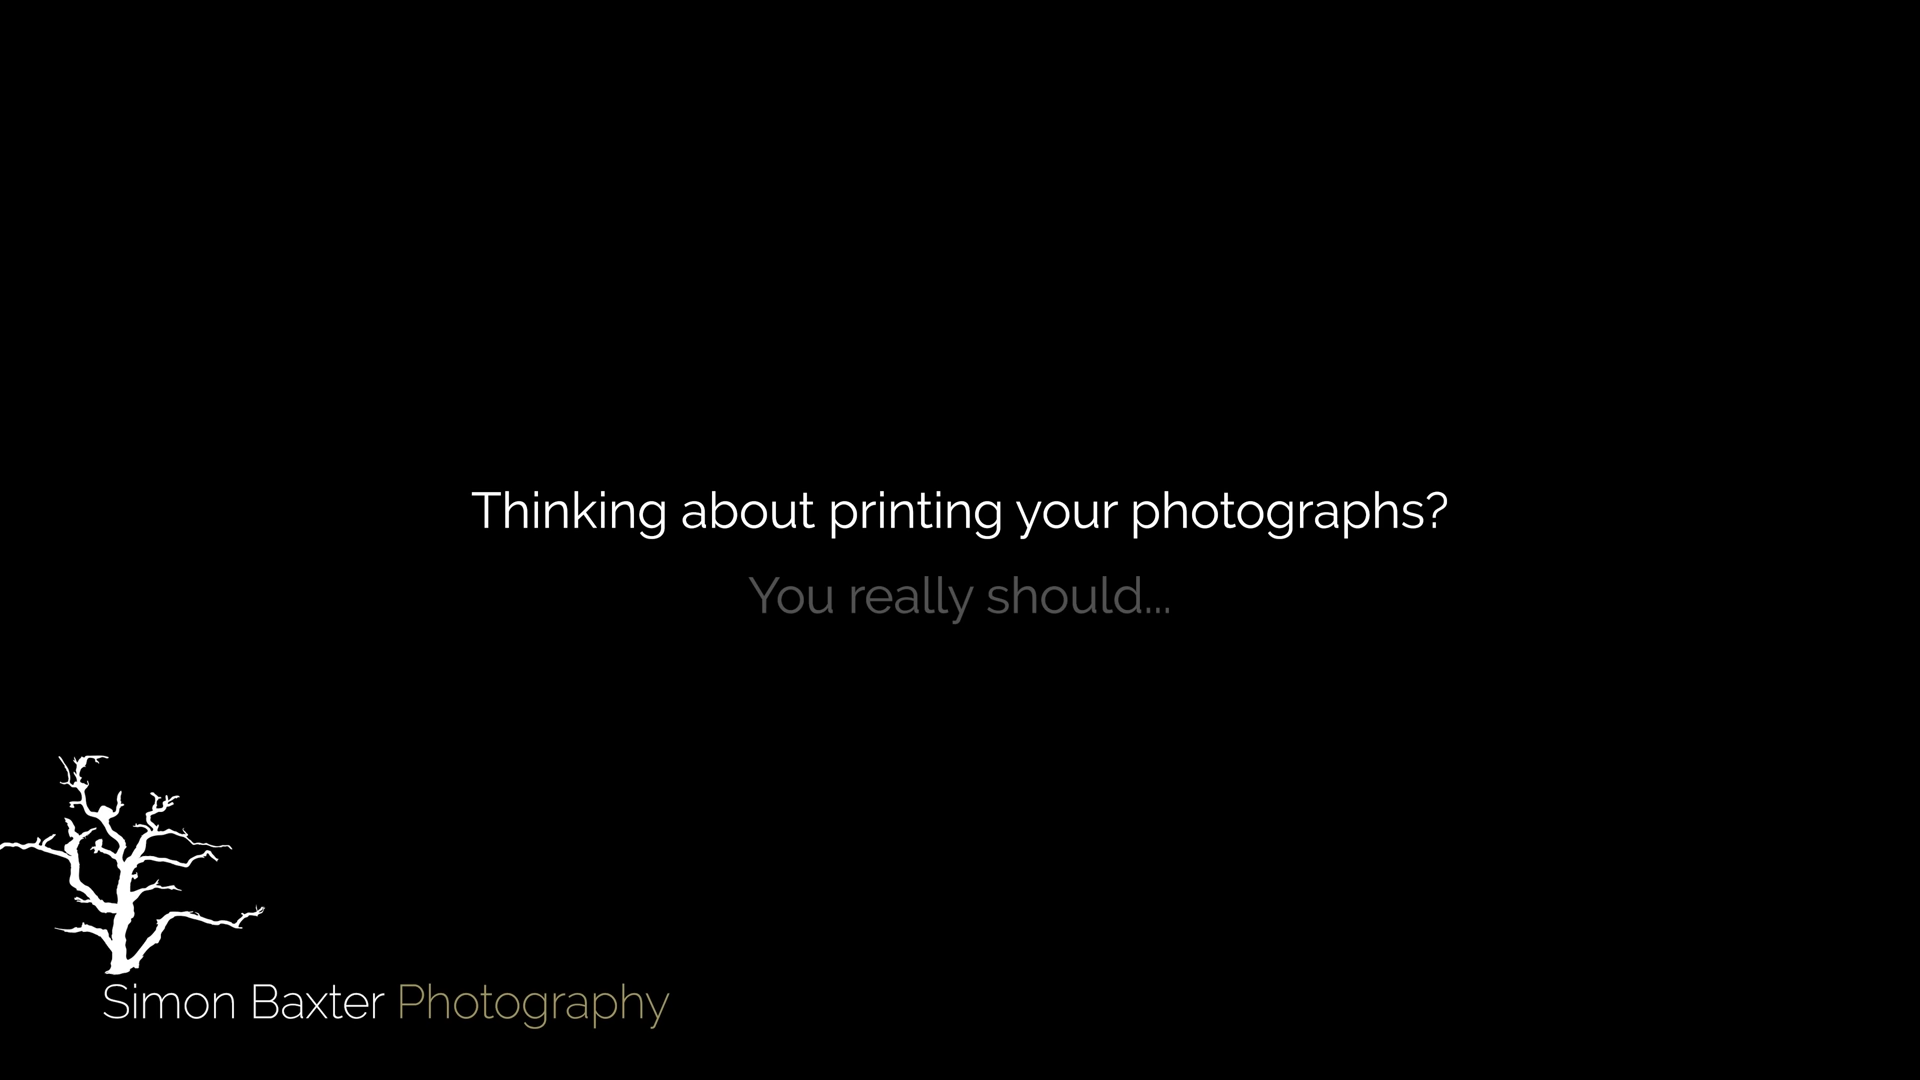 Thinking about printing your photographs?
You really should...
Simon Baxter Photography